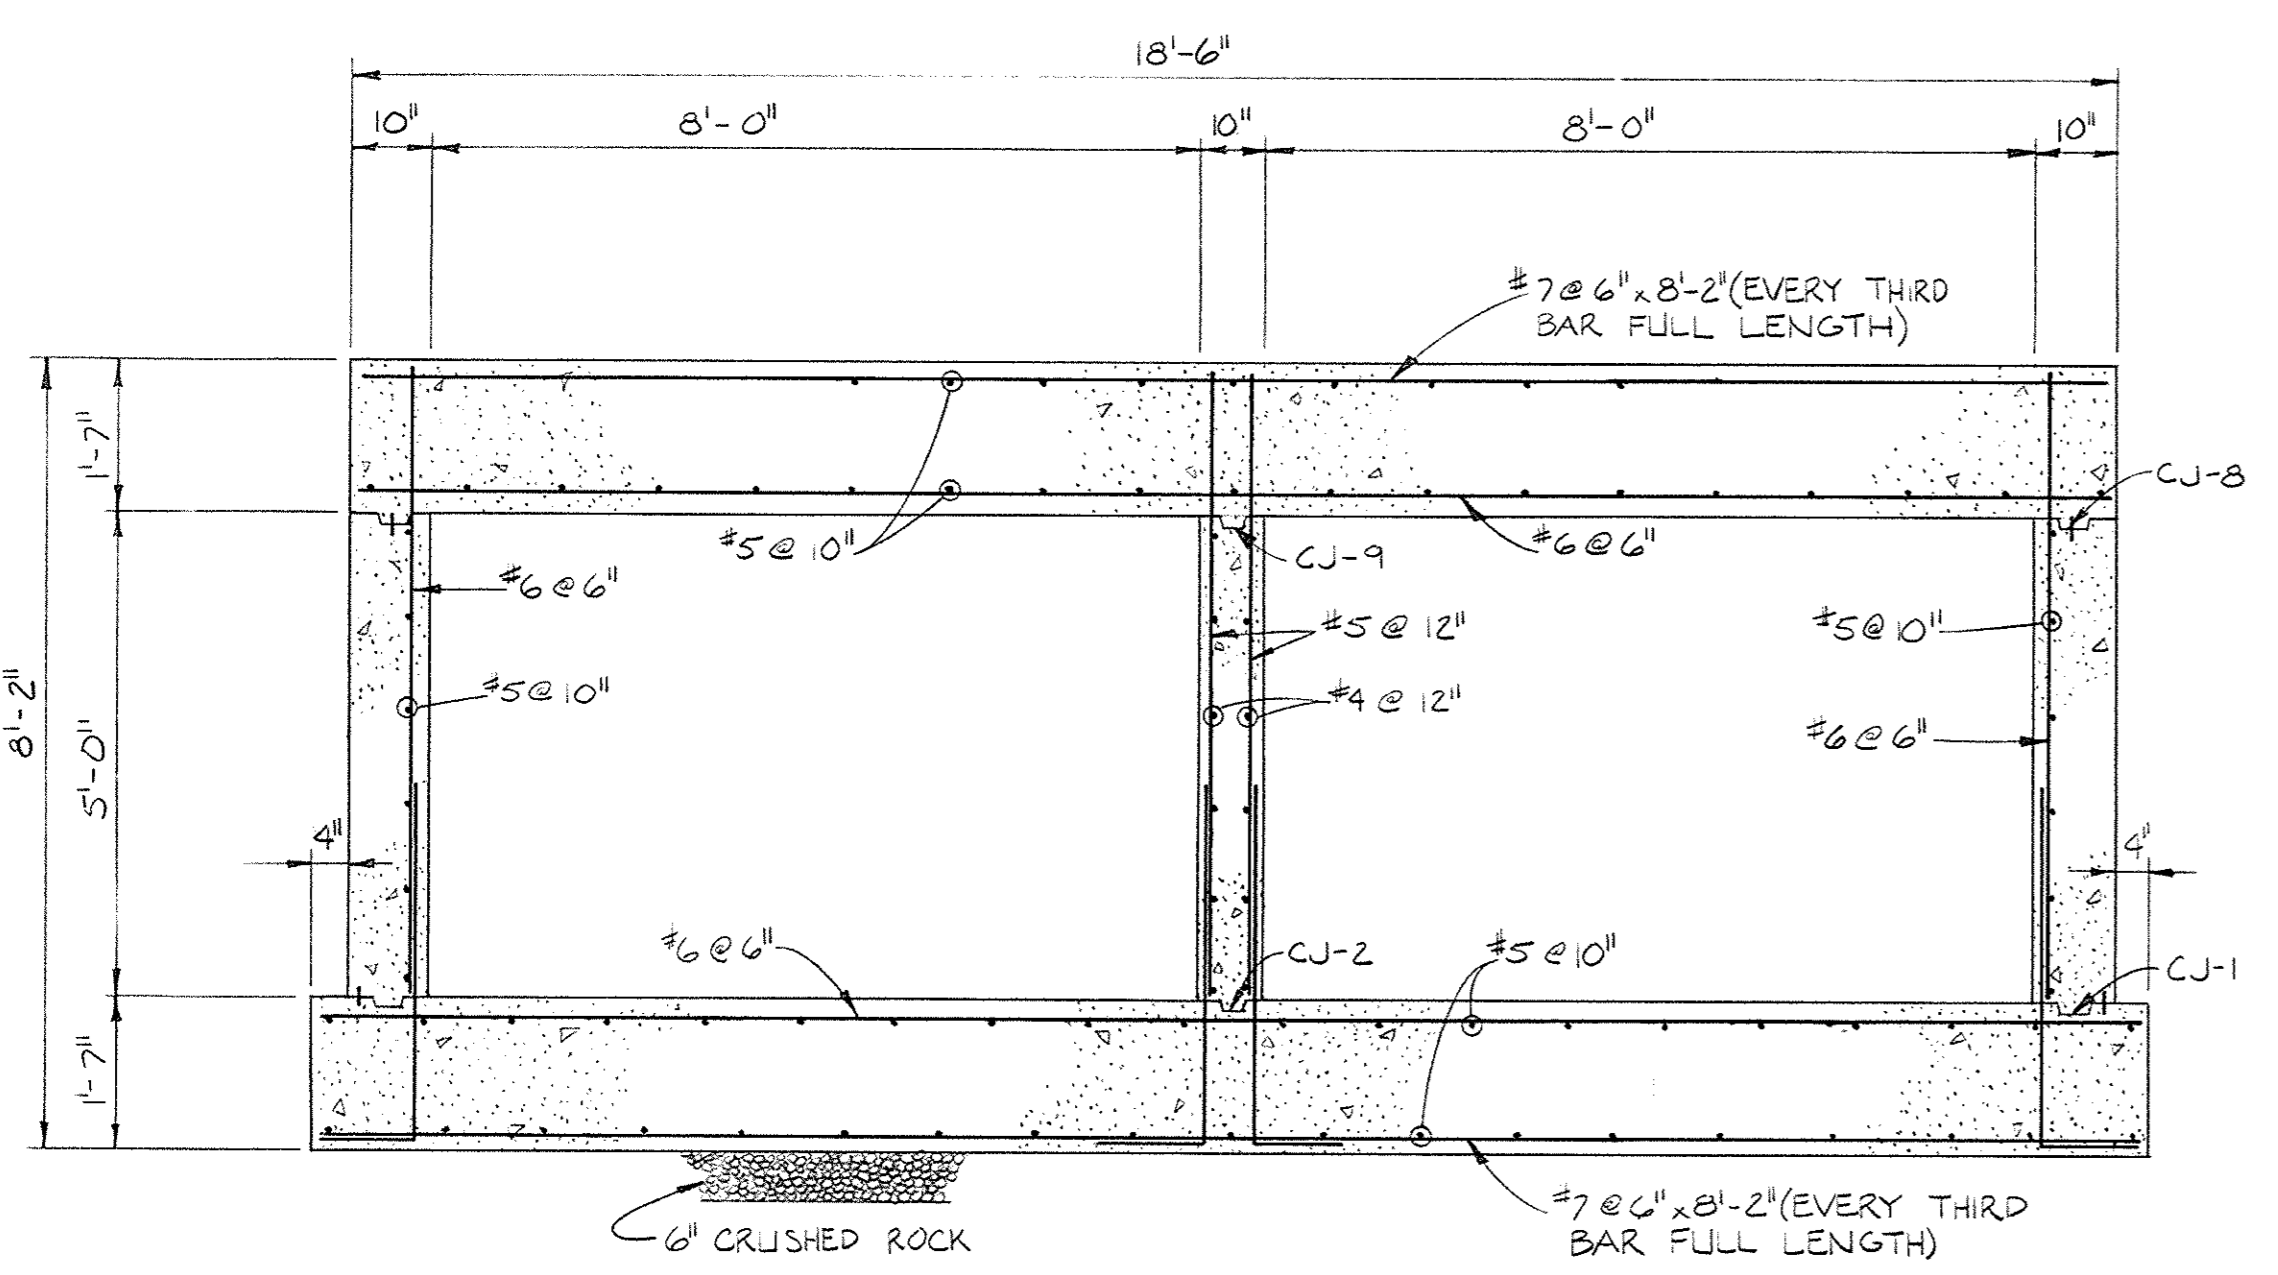 18'-6"
10" 8'-0" 10" 8'-0" 10"
#7@6"x8'-2"(EVERY THIRD
BAR FULL LENGTH)
1'-7"
CJ-8
#5@10"
CJ-9
#6@6"
#6@6"
#5@12"
#5@10"
#5@10"
#4@12"
#6@6"
8'-2"
5'-0"
4"
4"
#6@6"
CJ-2
#5@10"
CJ-1
1'-7"
#7@6"x8'-2"(EVERY THIRD
BAR FULL LENGTH)
6" CRUSHED ROCK